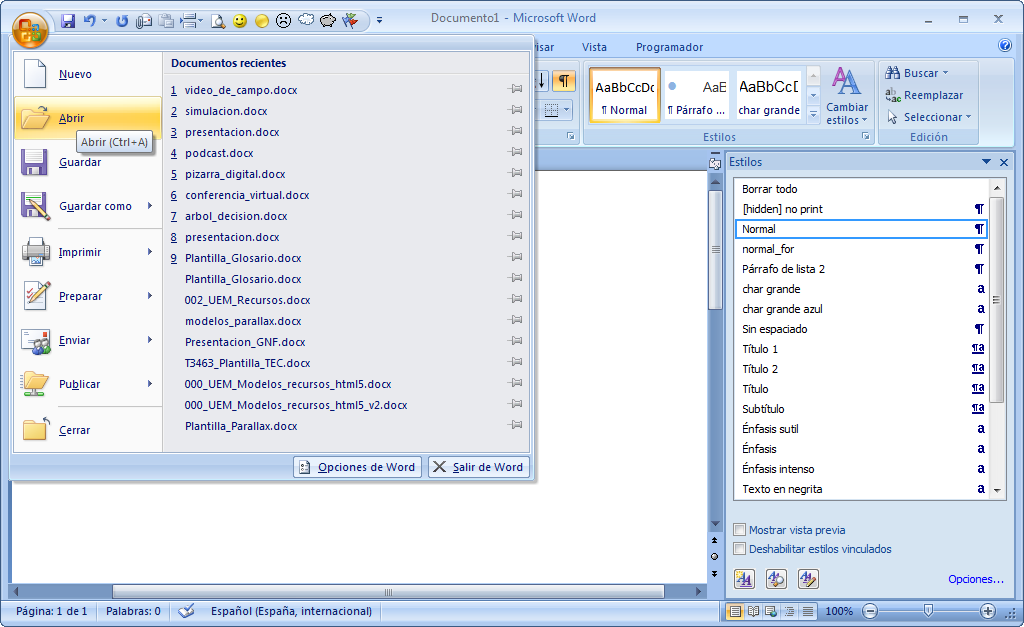 Documento1 - Microsoft Word
isar
Vista
Programador
Nuevo
Abrir
Abrir (Ctrl+A)
Guardar
Guardar como
Imprimir
Preparar
Enviar
Publicar
Cerrar
Documentos recientes
1 video_de_campo.docx
2 simulacion.docx
3 presentacion.docx
4 podcast.docx
5 pizarra_digital.docx
6 conferencia_virtual.docx
7 arbol_decision.docx
8 presentacion.docx
9 Plantilla_Glosario.docx
Plantilla_Glosario.docx
002_UEM_Recursos.docx
modelos_parallax.docx
Presentacion_GNF.docx
T3463_Plantilla_TEC.docx
000_UEM_Modelos_recursos_html5.docx
000_UEM_Modelos_recursos_html5_v2.docx
Plantilla_Parallax.docx
Opciones de Word
Salir de Word
¶
AaBbCcDc
¶ Normal
AaE
¶ Párrafo ...
AaBbCc[
char grande
Cambiar
estilos
Estilos
Buscar
Reemplazar
Seleccionar
Edición
Estilos
Borrar todo
[hidden] no print ¶
Normal ¶
normal_for ¶
Párrafo de lista 2 ¶
char grande a
char grande azul a
Sin espaciado ¶
Título 1 ¶a
Título 2 ¶a
Título ¶a
Subtítulo ¶a
Énfasis sutil a
Énfasis a
Énfasis intenso a
Texto en negrita a
Mostrar vista previa
Deshabilitar estilos vinculados
Opciones...
Página: 1 de 1
Palabras: 0
Español (España, internacional)
100%